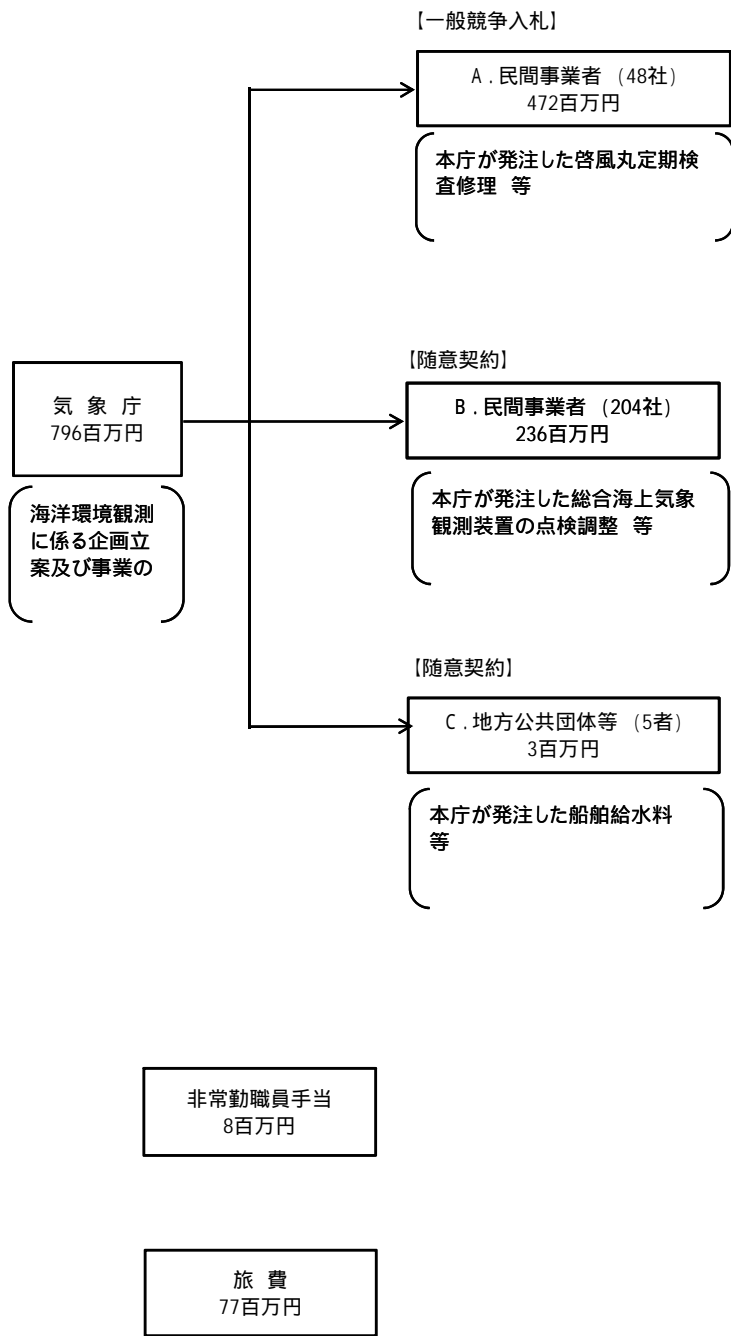 【一般競争入札】
A．民間事業者 (48社)
472百万円
本庁が発注した啓風丸定期検
査修理 等
【随意契約】
気 象 庁
796百万円
B．民間事業者 (204社)
236百万円
海洋環境観測
に係る企画立
案及び事業の
本庁が発注した総合海上気象
観測装置の点検調整 等
【随意契約】
C．地方公共団体等 (5者)
3百万円
本庁が発注した船舶給水料
等
非常勤職員手当
8百万円
旅 費
77百万円